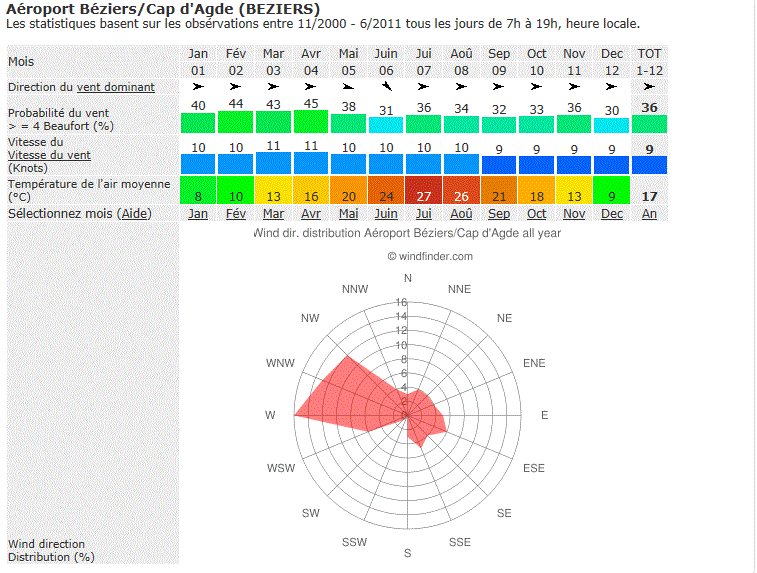 Aéroport Béziers/Cap d'Agde (BEZIERS)
Les statistiques basent sur les observations entre 11/2000 - 6/2011 tous les jours de 7h à 19h, heure locale.
Mois Jan Fév Mar Avr Mai Juin Jui Aoû Sep Oct Nov Dec TOT
01 02 03 04 05 06 07 08 09 10 11 12 1-12
Direction du vent dominant
Probabilité du vent
> = 4 Beaufort (%)
40 44 43 45 38 31 36 34 32 33 36 30 36
Vitesse du
Vitesse du vent
(Knots)
10 10 11 11 10 10 10 10 9 9 9 9 9
Température de l'air moyenne
(°C)
8 10 13 16 20 24 27 26 21 18 13 9 17
Sélectionnez mois (Aide) Jan Fév Mar Avr Mai Juin Jui Aoû Sep Oct Nov Dec An
Wind dir. distribution Aéroport Béziers/Cap d'Agde all year
© windfinder.com
N
NNW NNE
NW NE
WNW ENE
W E
WSW ESE
SW SE
SSW SSE
S
16
14
12
10
8
6
4
2
0
Wind direction
Distribution (%)